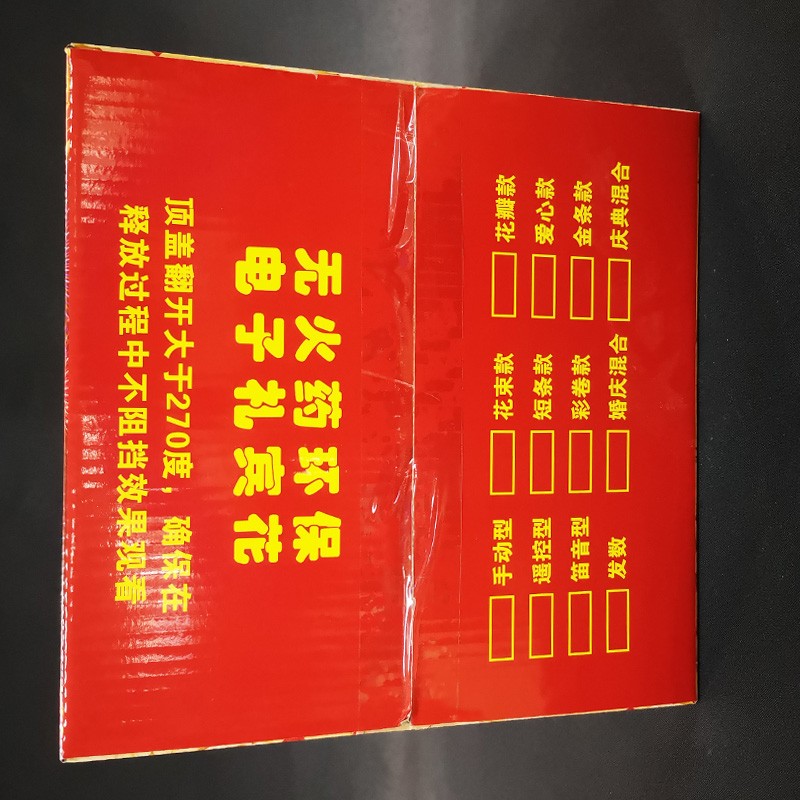 无火药环保
电子礼宾花
顶盖翻开大于270度，确保在
释放过程中不阻挡效果观看
手动型 花束款 花瓣款
遥控型 短条款 爱心款
笛音型 彩卷款 金条款
发数 婚庆混合 庆典混合